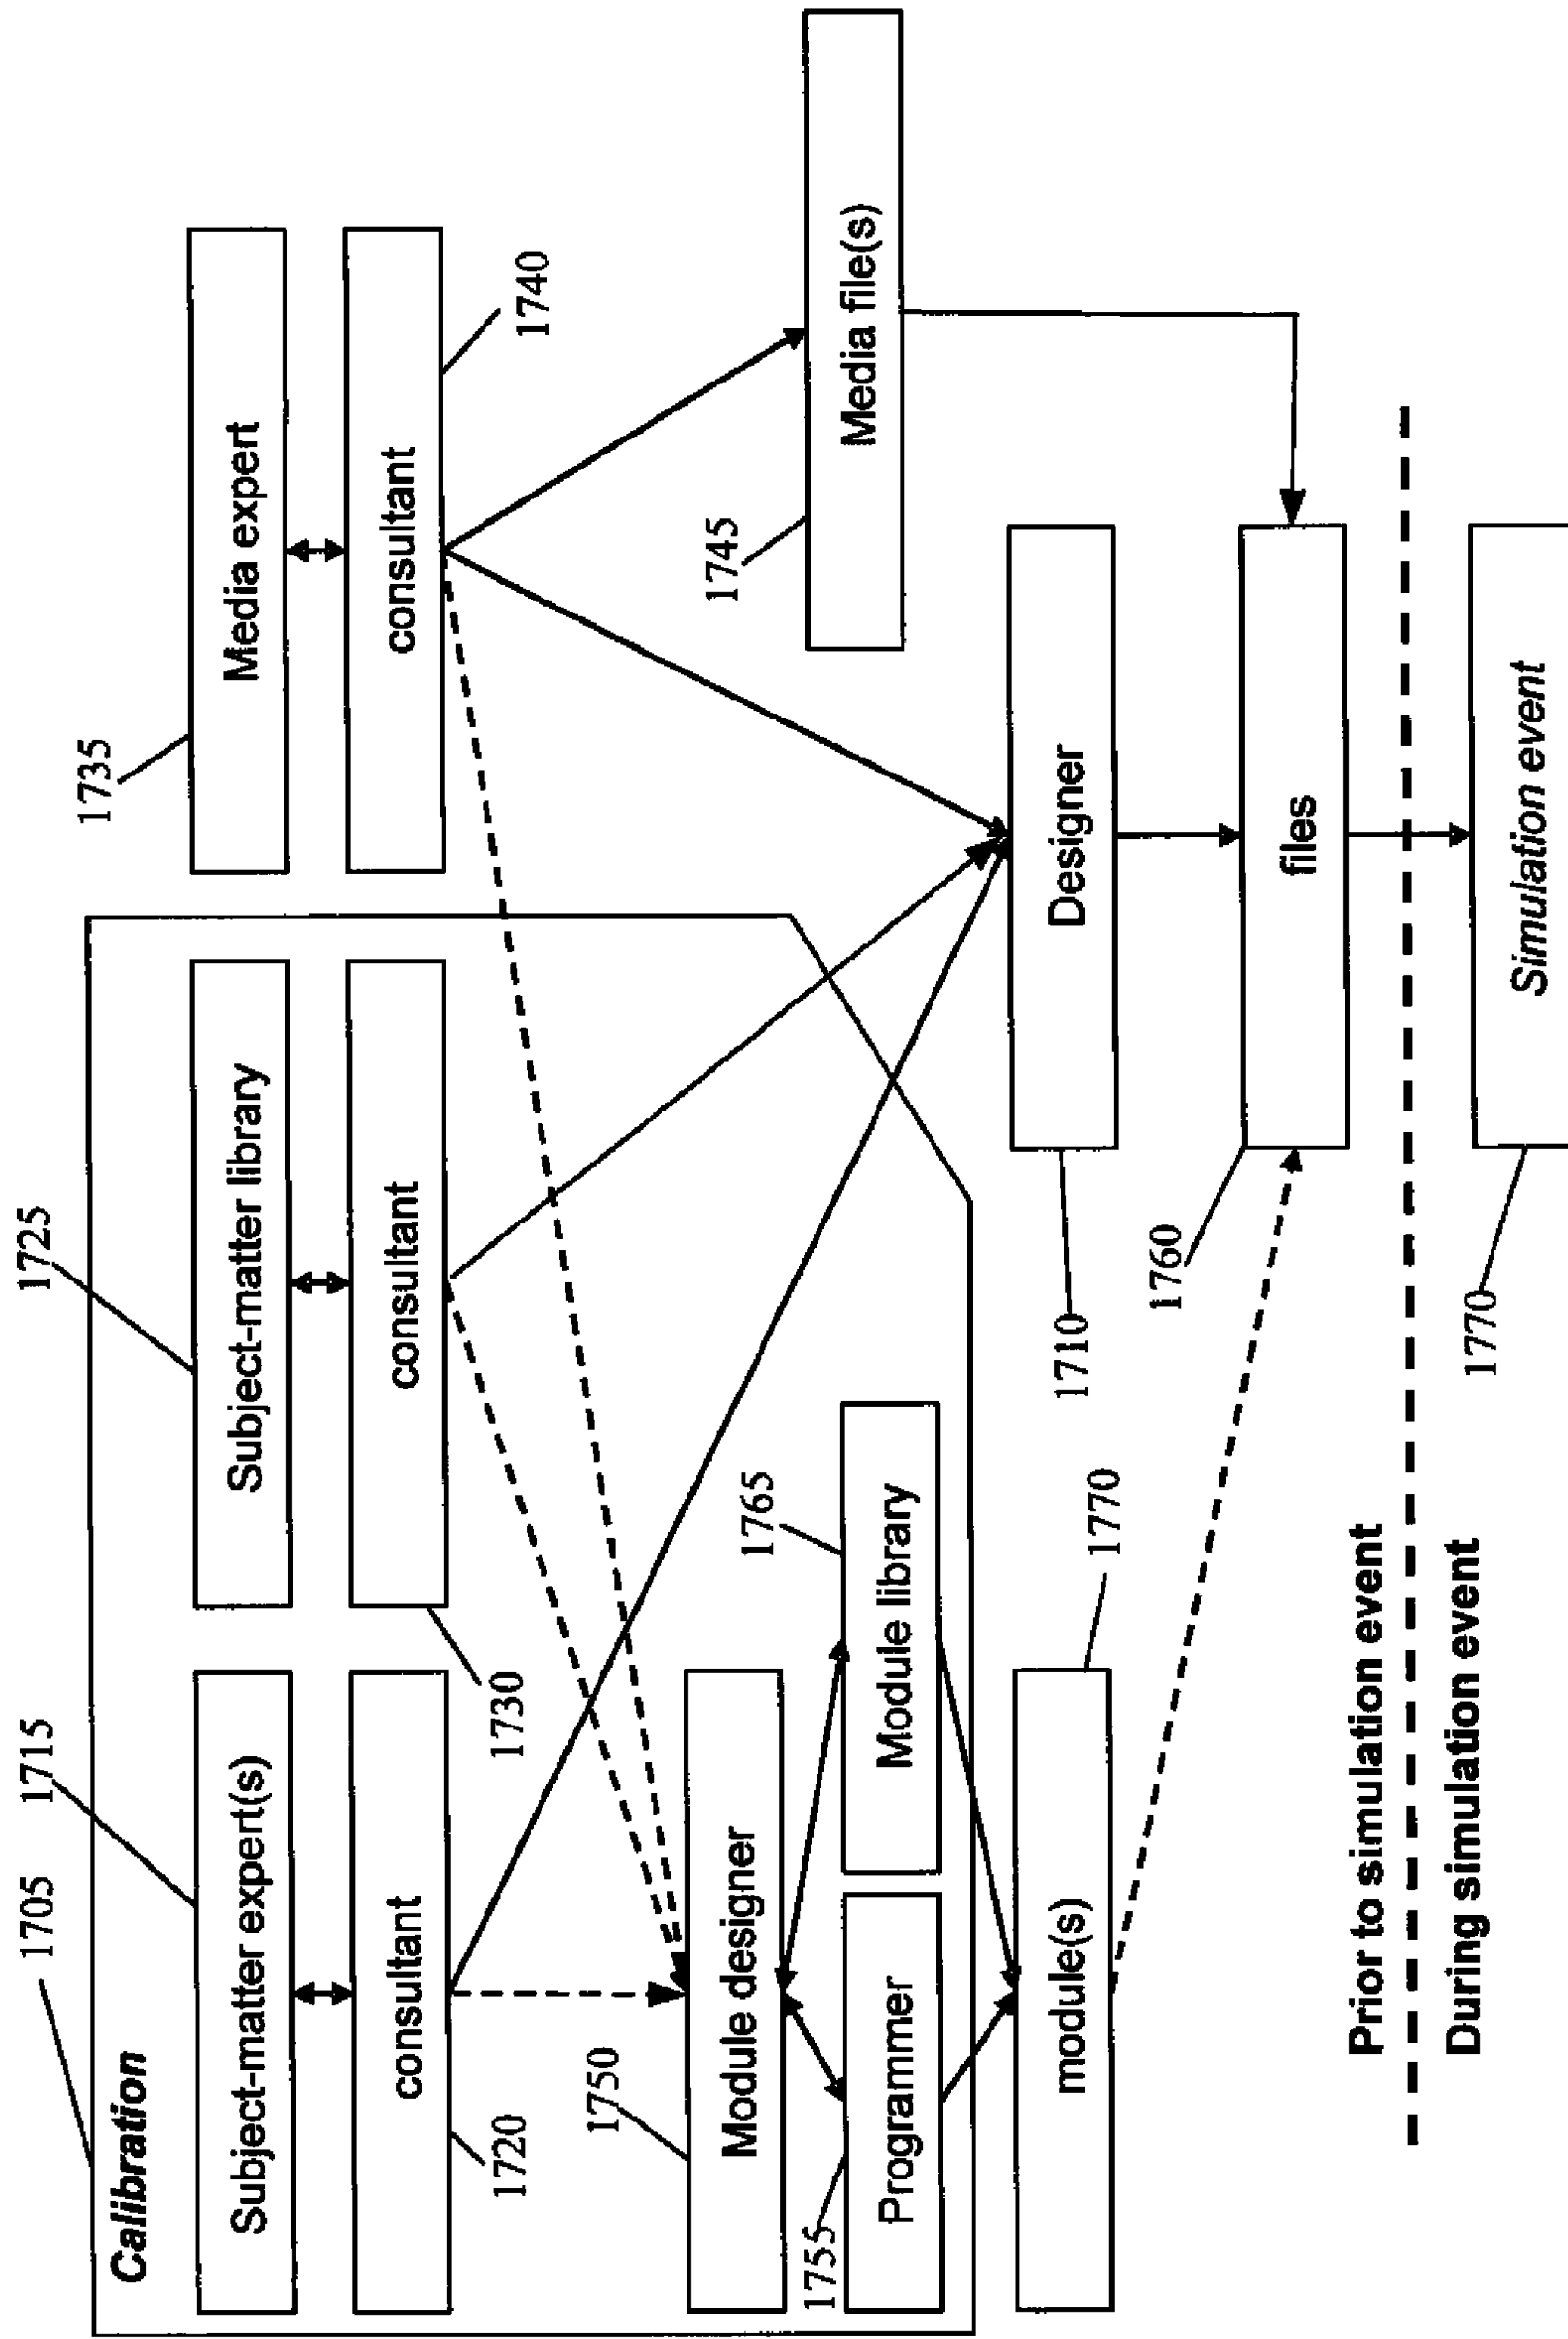 1705
1715
1725
1735
Calibration
Subject-matter expert(s)
Subject-matter library
Media expert
consultant
consultant
consultant
1720
1730
1740
1750
Module designer
1745
Media file(s)
1755
1765
Programmer
Module library
module(s)
1770
1710
Designer
1760
files
Prior to simulation event
During simulation event
1770
Simulation event